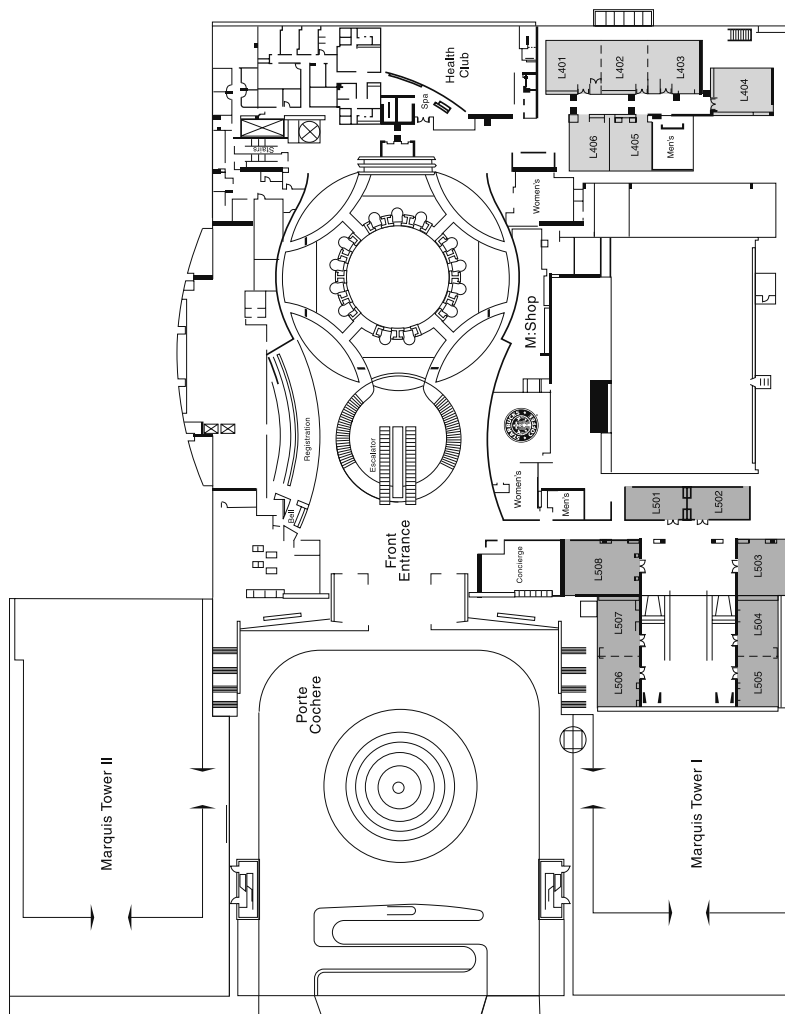 Health
Club
Spa
L401
L402
L403
L404
L406
L405
Men's
Stairs
Women's
M:Shop
Registration
Escalator
Bell
Women's
Men's
L501
L502
Front
Entrance
Concierge
L508
L503
L507
L504
L506
L505
Porte
Cochere
Marquis Tower II
Marquis Tower I